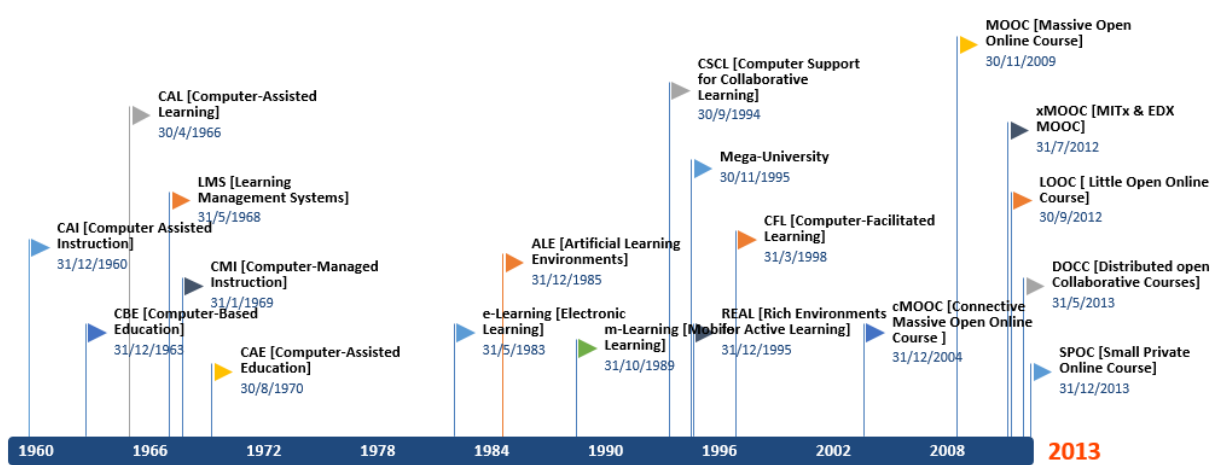 MOOC [Massive Open
Online Course]
30/11/2009
CSCL [Computer Support
for Collaborative
Learning]
30/9/1994
CAL [Computer-Assisted
Learning]
30/4/1966
xMOOC [MITx & EDX
MOOC]
31/7/2012
Mega-University
30/11/1995
LMS [Learning
Management Systems]
31/5/1968
LOOC [ Little Open Online
Course]
30/9/2012
CFL [Computer-Facilitated
Learning]
31/3/1998
CAI [Computer Assisted
Instruction]
31/12/1960
ALE [Artificial Learning
Environments]
31/12/1985
CMI [Computer-Managed
Instruction]
31/1/1969
DOCC [Distributed open
Collaborative Courses]
31/5/2013
CBE [Computer-Based
Education]
31/12/1963
e-Learning [Electronic
Learning]
31/5/1983
m-Learning [Mobile
Learning]
31/10/1989
REAL [Rich Environments
for Active Learning]
31/12/1995
cMOOC [Connective
Massive Open Online
Course ]
31/12/2004
CAE [Computer-Assisted
Education]
30/8/1970
SPOC [Small Private
Online Course]
31/12/2013
1960 1966 1972 1978 1984 1990 1996 2002 2008 2013